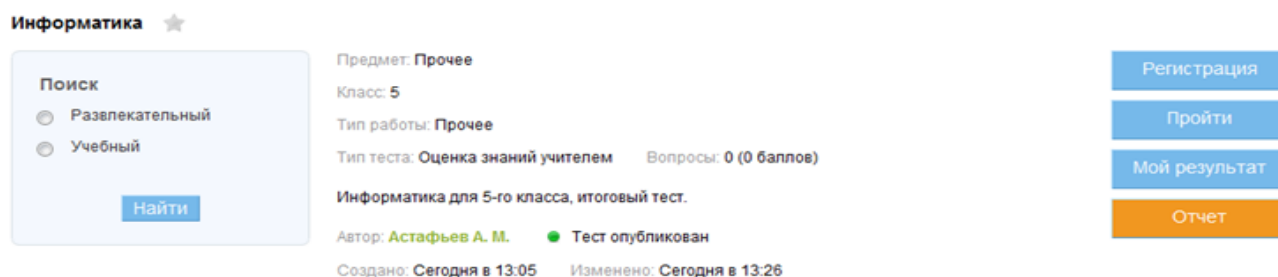 Информатика
Поиск
Развлекательный
Учебный
Найти
Предмет: Прочее
Класс: 5
Тип работы: Прочее
Тип теста: Оценка знаний учителем Вопросы: 0 (0 баллов)
Информатика для 5-го класса, итоговый тест.
Автор: Астафьев А. М. Тест опубликован
Создано: Сегодня в 13:05 Изменено: Сегодня в 13:26
Регистрация
Пройти
Мой результат
Отчет